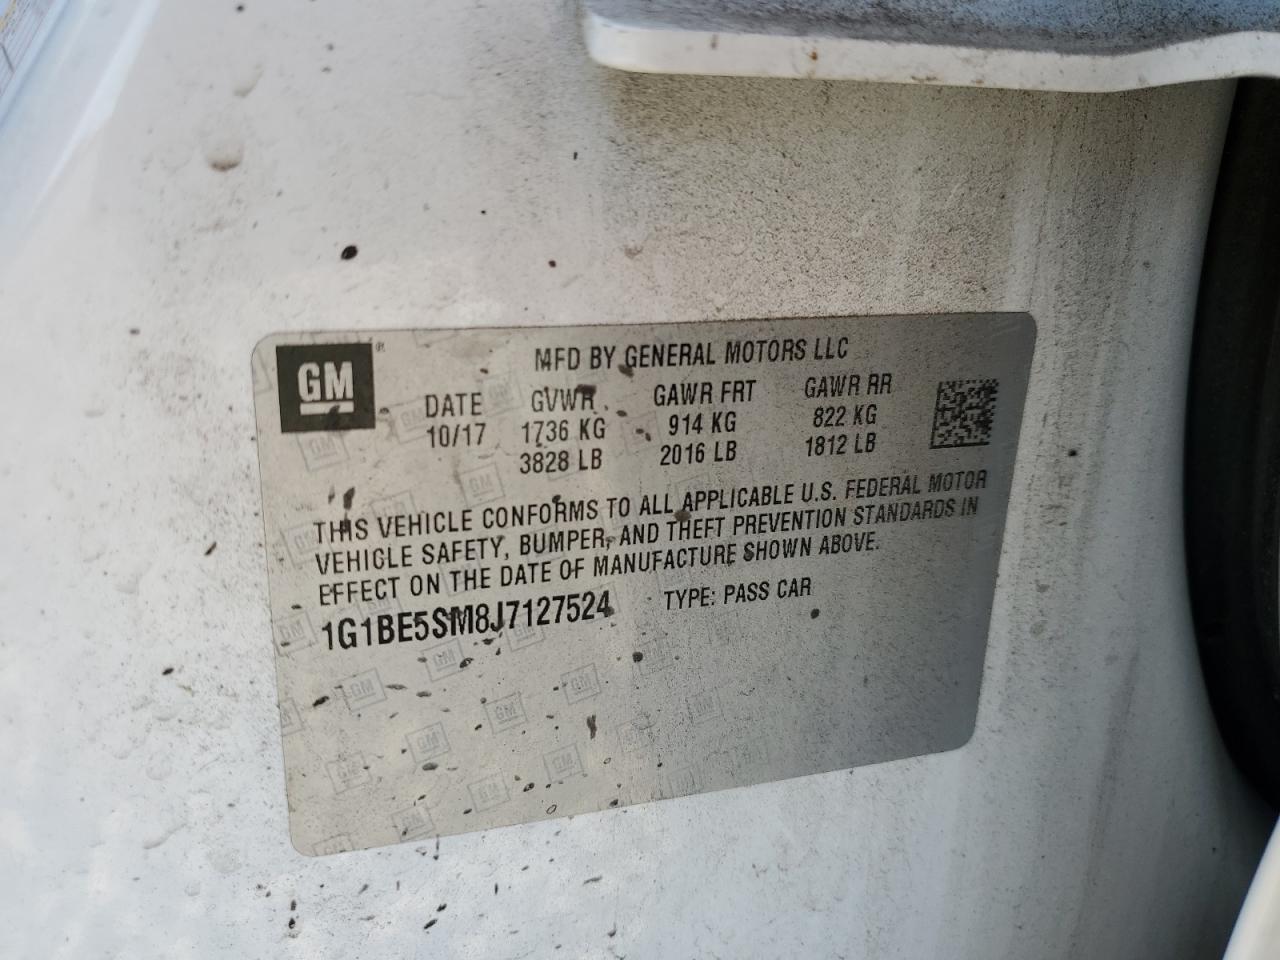 GM
MFD BY GENERAL MOTORS LLC
DATE GVWR GAWR FRT GAWR RR
10/17 1736 KG 914 KG 822 KG
3828 LB 2016 LB 1812 LB
THIS VEHICLE CONFORMS TO ALL APPLICABLE U.S. FEDERAL MOTOR
VEHICLE SAFETY, BUMPER, AND THEFT PREVENTION STANDARDS IN
EFFECT ON THE DATE OF MANUFACTURE SHOWN ABOVE.
1G1BE5SM8J7127524 TYPE: PASS CAR